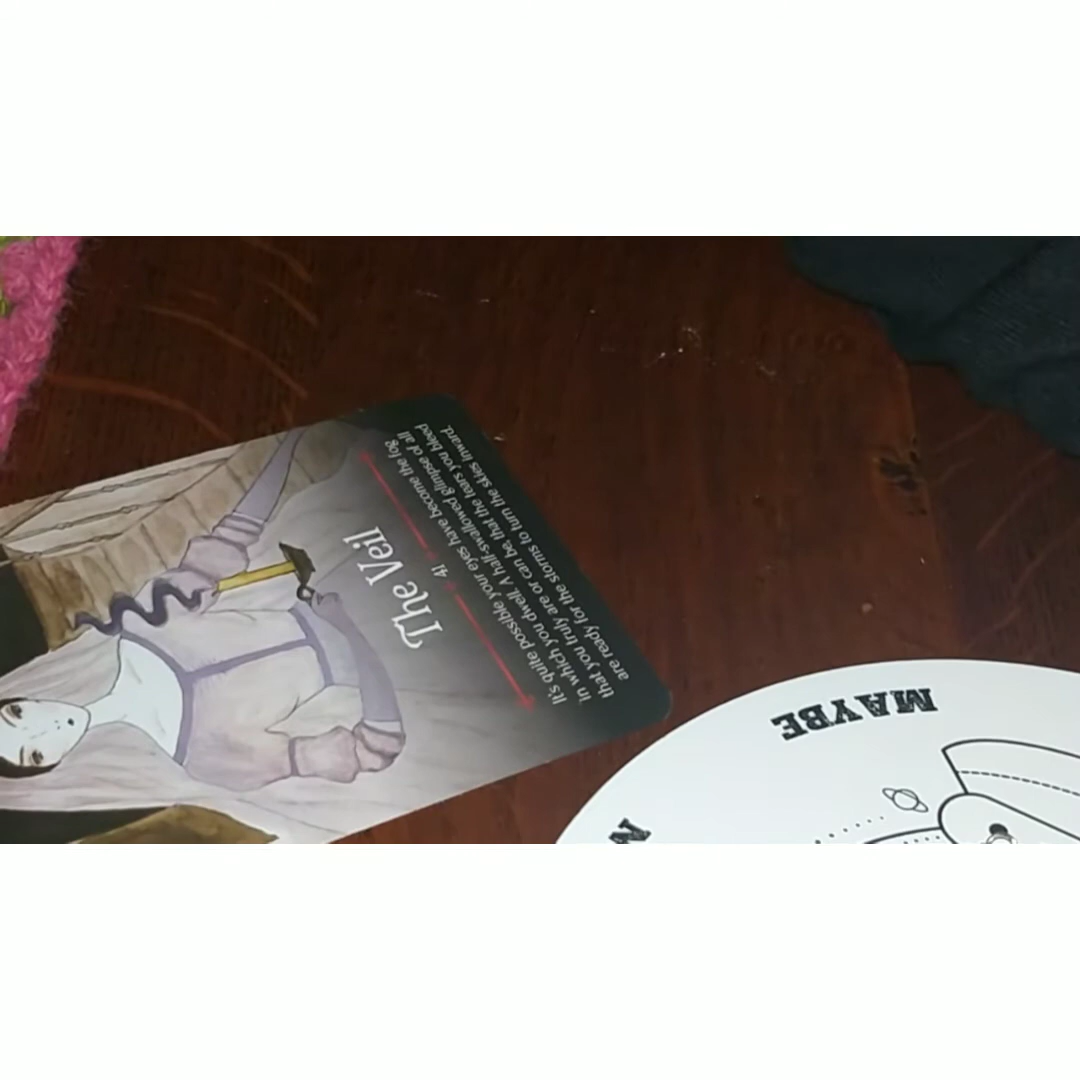 The Veil
41
It's quite possible your eyes have become the fog
in which you dwell. A half-swallowed glimpse of all
that you truly are or can be, that the tears you bleed
are ready for the storms to turn the skies inward.
MAYBE